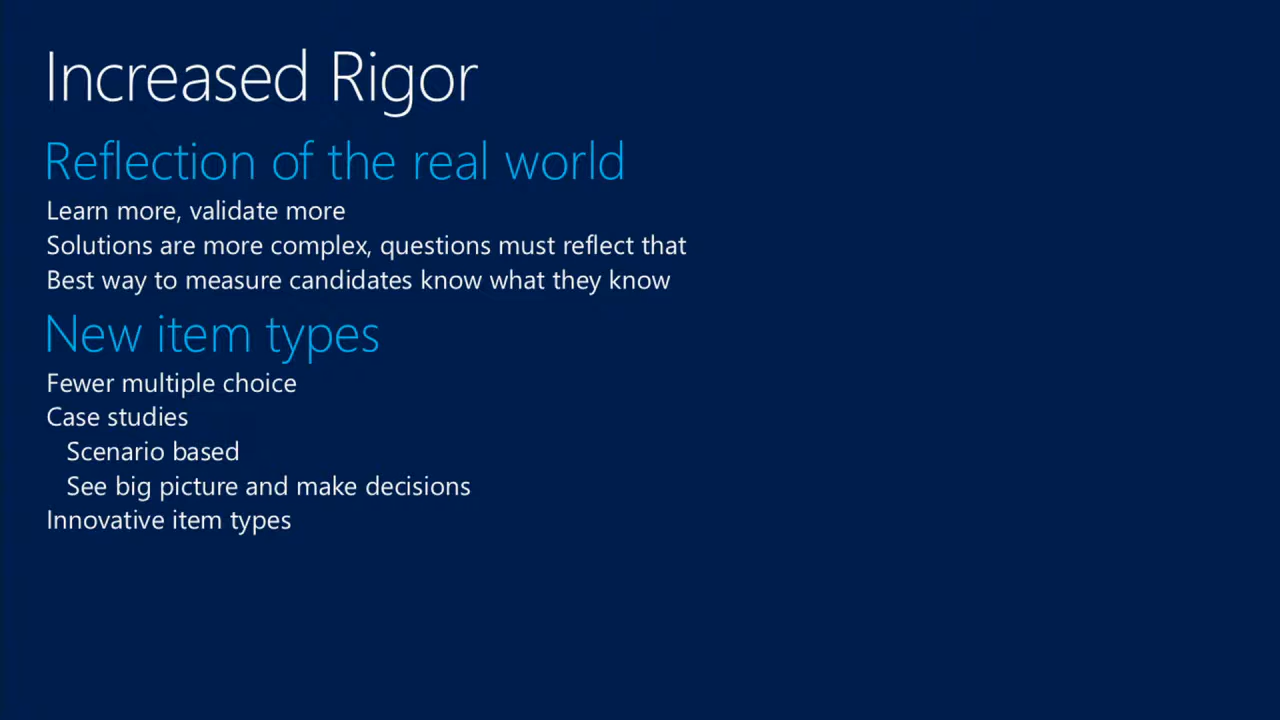 Increased Rigor
Reflection of the real world
Learn more, validate more
Solutions are more complex, questions must reflect that
Best way to measure candidates know what they know
New item types
Fewer multiple choice
Case studies
Scenario based
See big picture and make decisions
Innovative item types